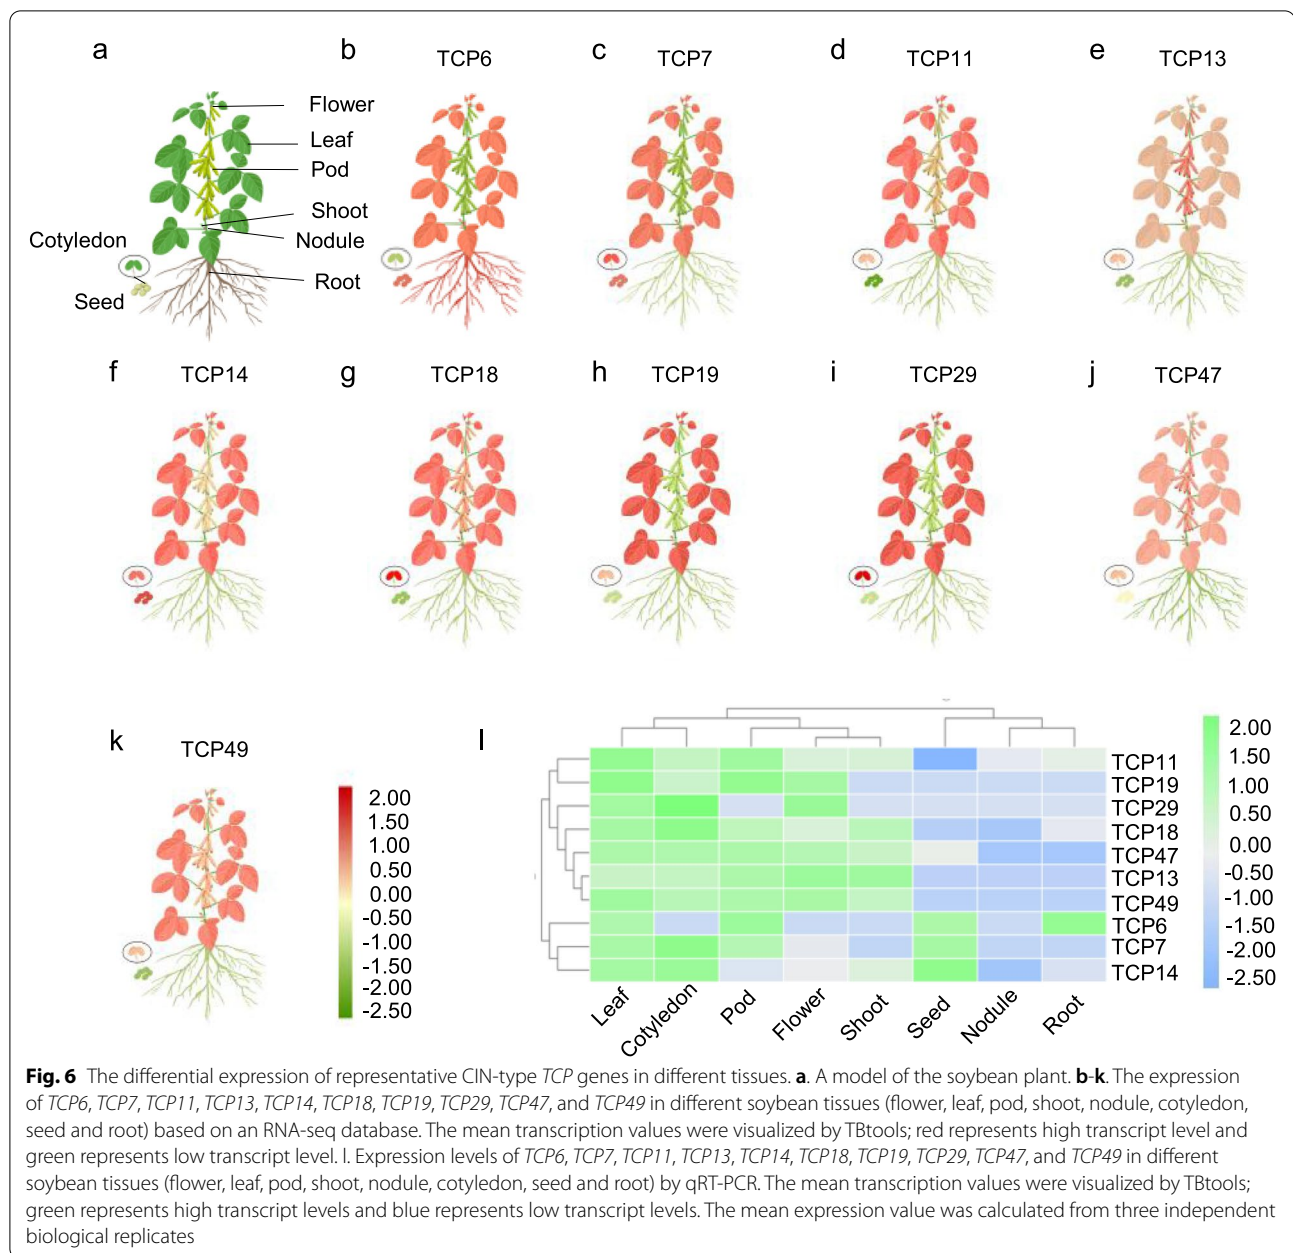 a
b
TCP6
c
TCP7
d
TCP11
e
TCP13
Flower
Leaf
Pod
Shoot
Nodule
Root
Cotyledon
Seed
f
TCP14
g
TCP18
h
TCP19
i
TCP29
j
TCP47
k
TCP49
2.00
1.50
1.00
0.50
0.00
-0.50
-1.00
-1.50
-2.00
-2.50
l
TCP11
TCP19
TCP29
TCP18
TCP47
TCP13
TCP49
TCP6
TCP7
TCP14
Leaf
Cotyledon
Pod
Flower
Shoot
Seed
Nodule
Root
2.00
1.50
1.00
0.50
0.00
-0.50
-1.00
-1.50
-2.00
-2.50
Fig. 6 The differential expression of representative CIN-type TCP genes in different tissues. a. A model of the soybean plant. b-k. The expression
of TCP6, TCP7, TCP11, TCP13, TCP14, TCP18, TCP19, TCP29, TCP47, and TCP49 in different soybean tissues (flower, leaf, pod, shoot, nodule, cotyledon,
seed and root) based on an RNA-seq database. The mean transcription values were visualized by TBtools; red represents high transcript level and
green represents low transcript level. l. Expression levels of TCP6, TCP7, TCP11, TCP13, TCP14, TCP18, TCP19, TCP29, TCP47, and TCP49 in different
soybean tissues (flower, leaf, pod, shoot, nodule, cotyledon, seed and root) by qRT-PCR. The mean transcription values were visualized by TBtools;
green represents high transcript levels and blue represents low transcript levels. The mean expression value was calculated from three independent
biological replicates